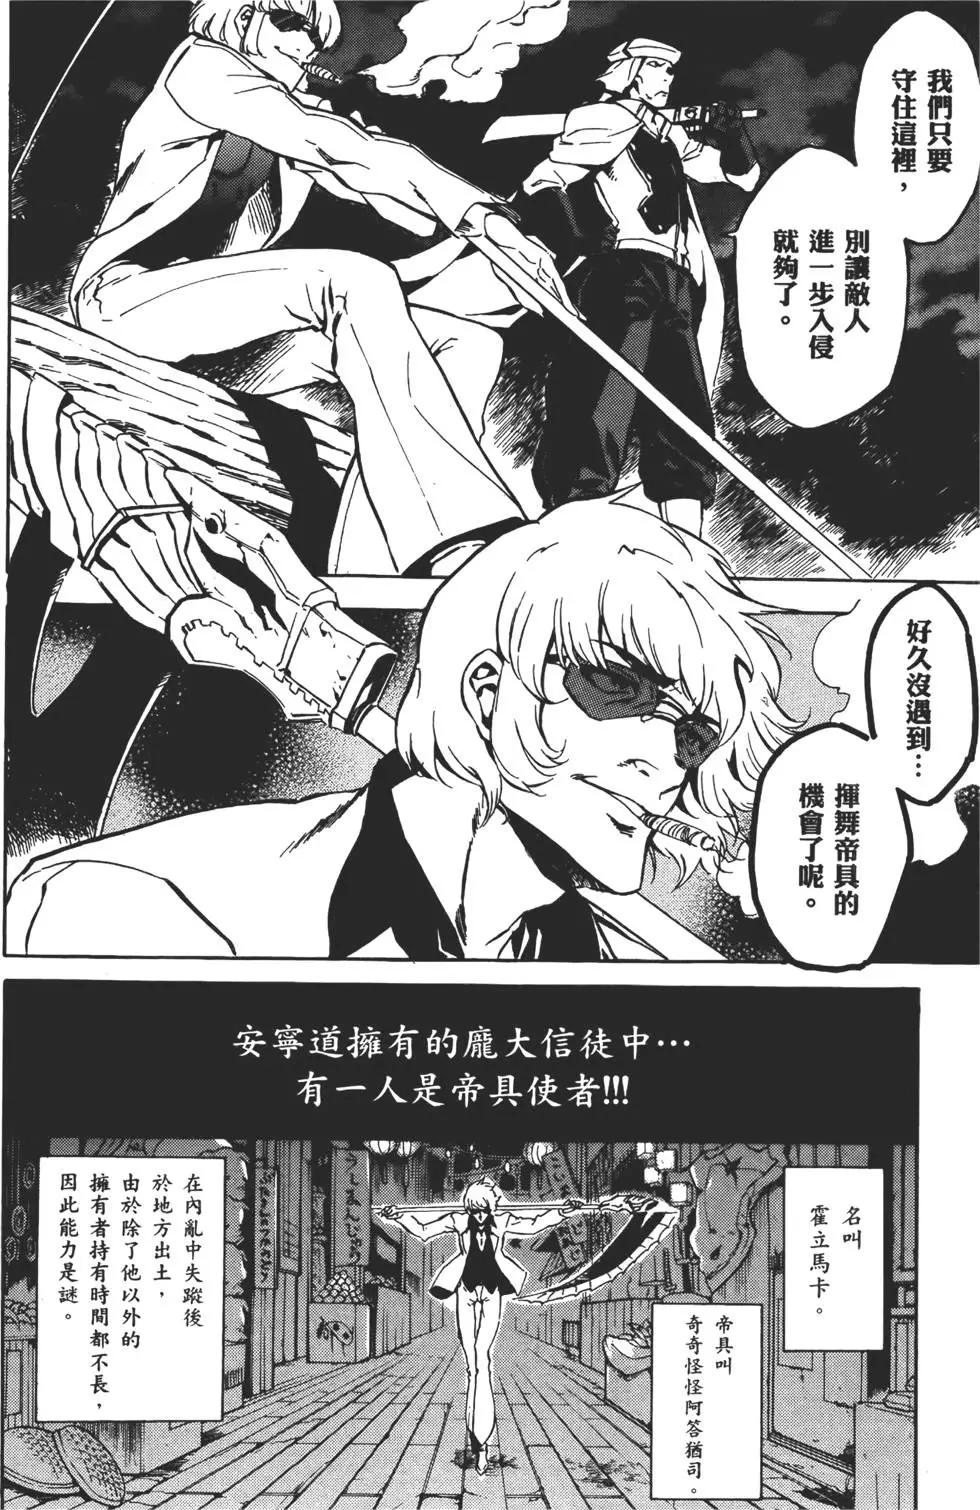 我們只要
守住這裡，
別讓敵人
進一步入侵
就夠了。
好久沒遇到…
揮舞帝具的
機會了呢。
安寧道擁有的龐大信徒中…
有一人是帝具使者!!!
名叫
霍立馬卡。
帝具叫
奇奇怪怪阿答猶司。
在內亂中失蹤後
於地方出土，
由於除了他以外的
擁有者持有時間都不長，
因此能力是謎。